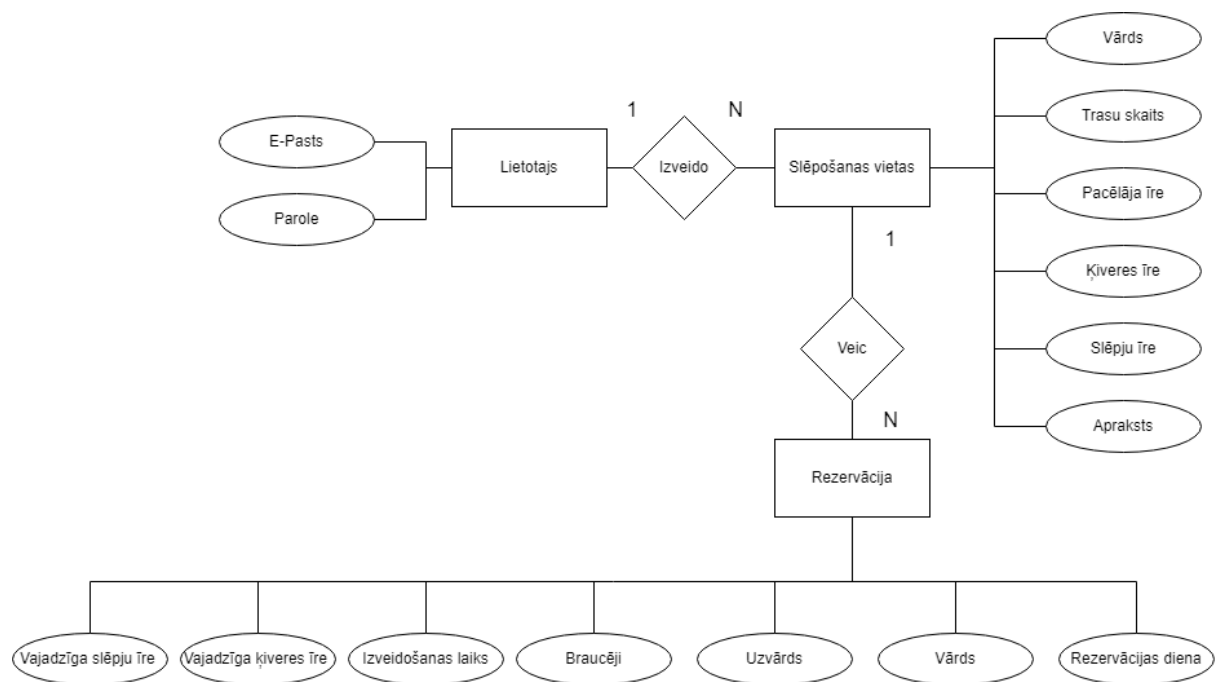 Vārds
1
N
Trasu skaits
E-Pasts
Lietotajs
Izveido
Slēpošanas vietas
Pacēlāja īre
Parole
1
Ķiveres īre
Veic
Slēpju īre
N
Apraksts
Rezervācija
Vajadzīga slēpju īre
Vajadzīga ķiveres īre
Izveidošanas laiks
Braucēji
Uzvārds
Vārds
Rezervācijas diena